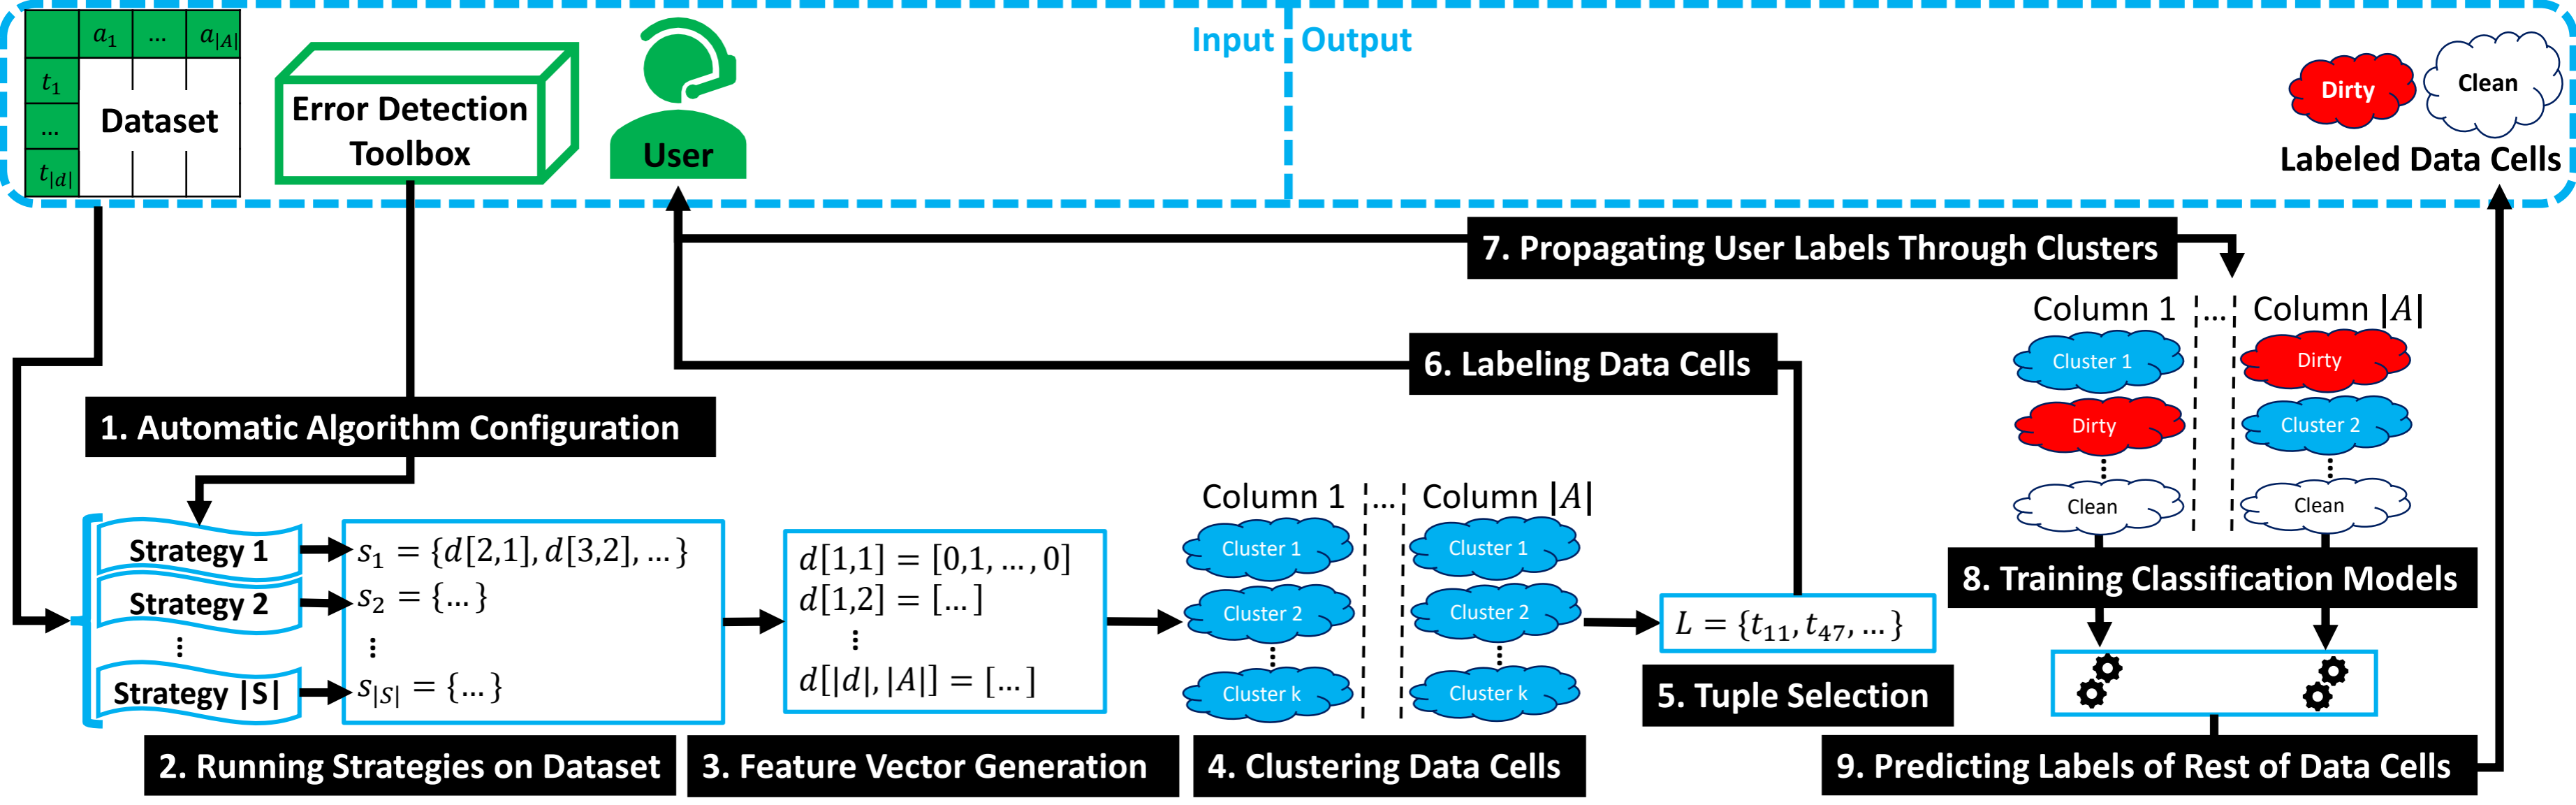 a1 ... a|A|
t1
...
t|d|
Dataset
Error Detection
Toolbox
User
Input
Output
Dirty
Clean
Labeled Data Cells
7. Propagating User Labels Through Clusters
6. Labeling Data Cells
1. Automatic Algorithm Configuration
Strategy 1
Strategy 2
⋮
Strategy |S|
s1 = {d[2,1], d[3,2], ... }
s2 = {...}
⋮
s|S| = {...}
2. Running Strategies on Dataset
d[1,1] = [0,1, ..., 0]
d[1,2] = [...]
⋮
d[|d|, |A|] = [...]
3. Feature Vector Generation
Column 1 ... Column |A|
Cluster 1
Cluster 2
⋮
Cluster k
Cluster 1
Cluster 2
⋮
Cluster k
4. Clustering Data Cells
L = {t11, t47, ... }
5. Tuple Selection
Column 1 ... Column |A|
Cluster 1
Dirty
⋮
Clean
Dirty
Cluster 2
⋮
Clean
8. Training Classification Models
9. Predicting Labels of Rest of Data Cells